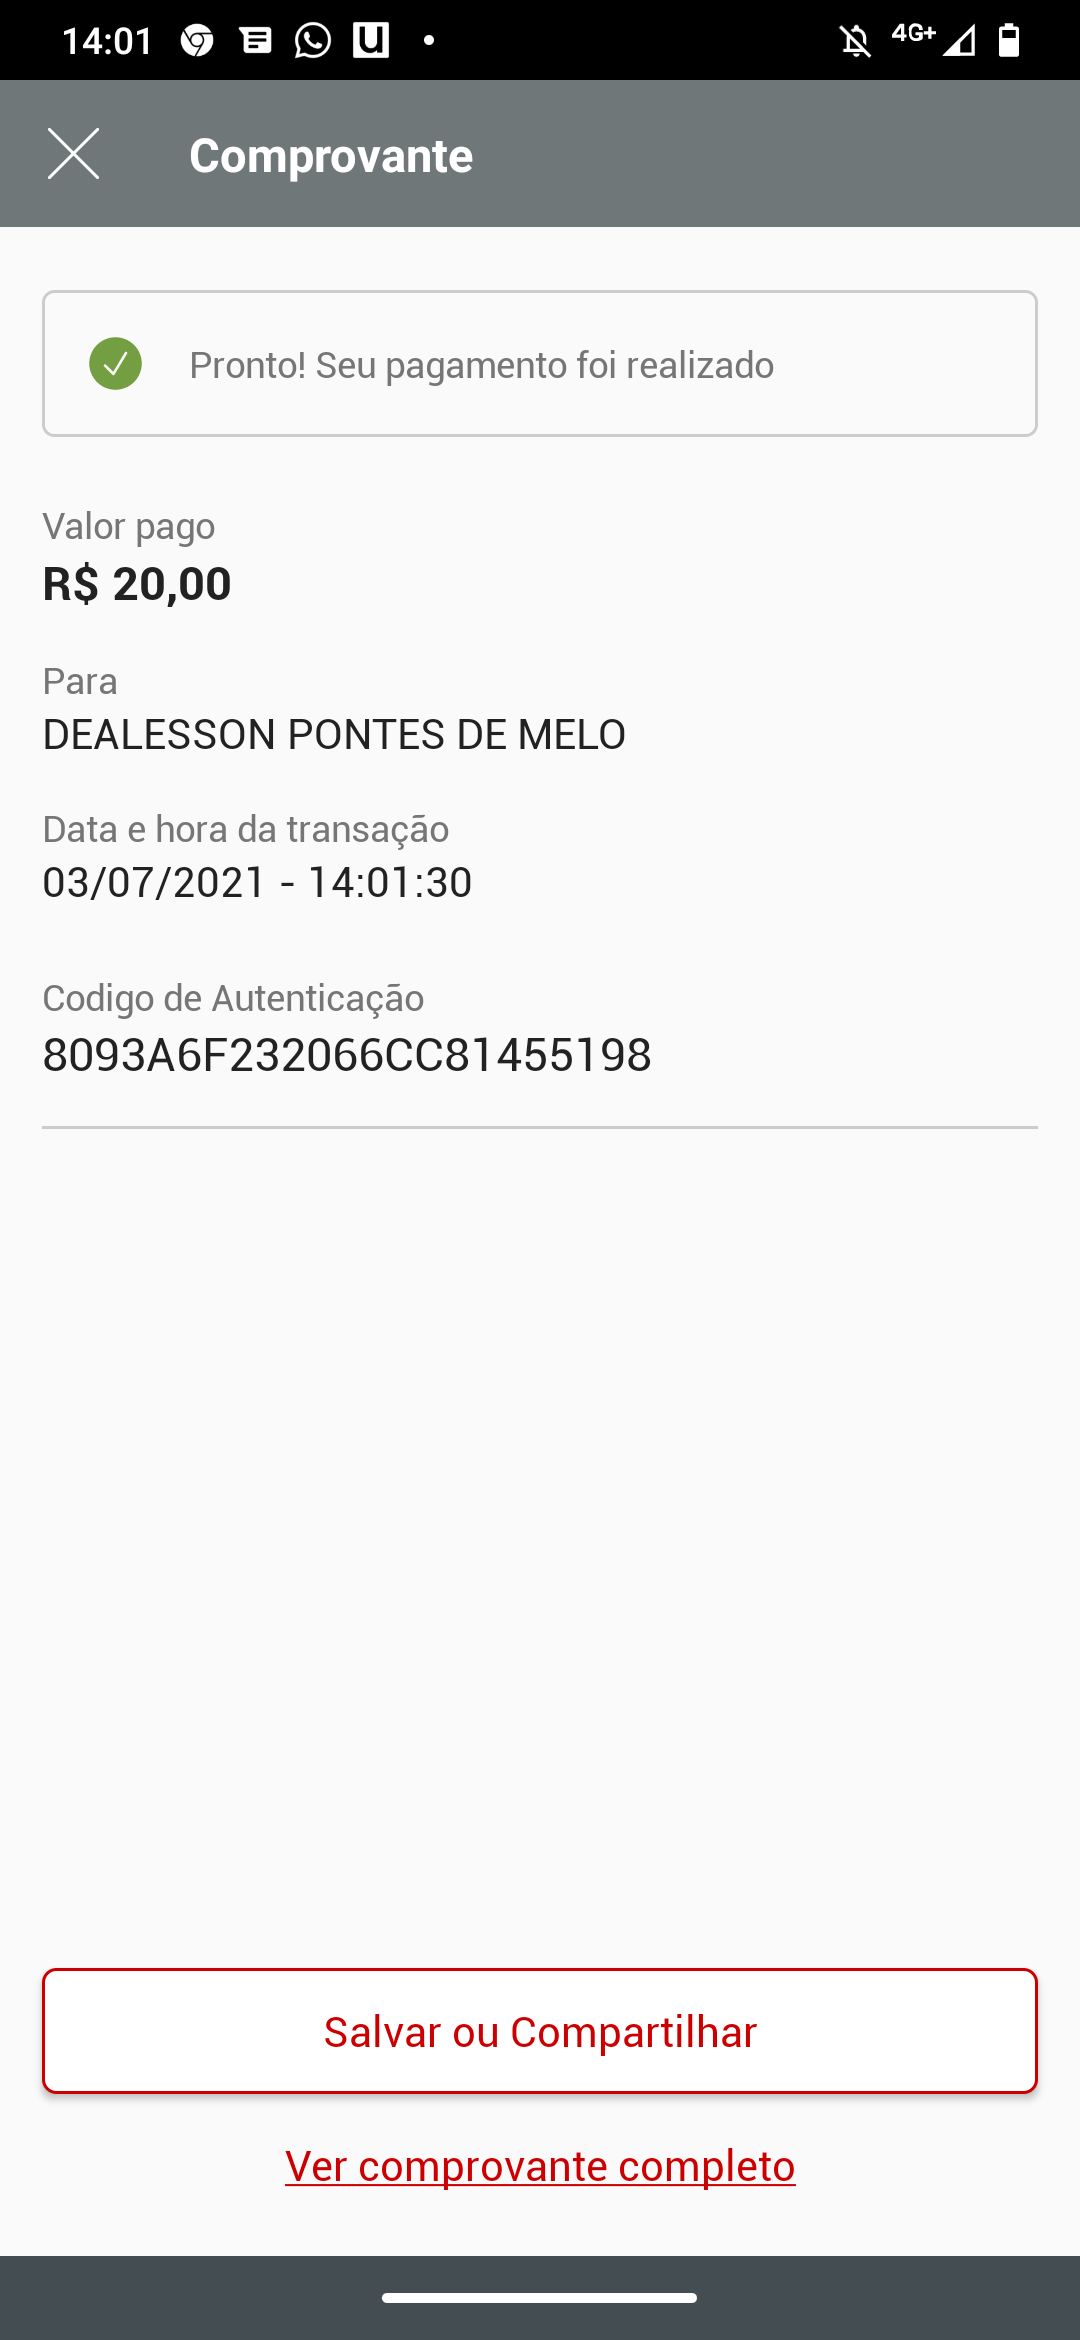 14:01
4G+
Comprovante
Pronto! Seu pagamento foi realizado
Valor pago
R$ 20,00
Para
DEALESSON PONTES DE MELO
Data e hora da transação
03/07/2021 - 14:01:30
Codigo de Autenticação
8093A6F232066CC81455198
Salvar ou Compartilhar
Ver comprovante completo